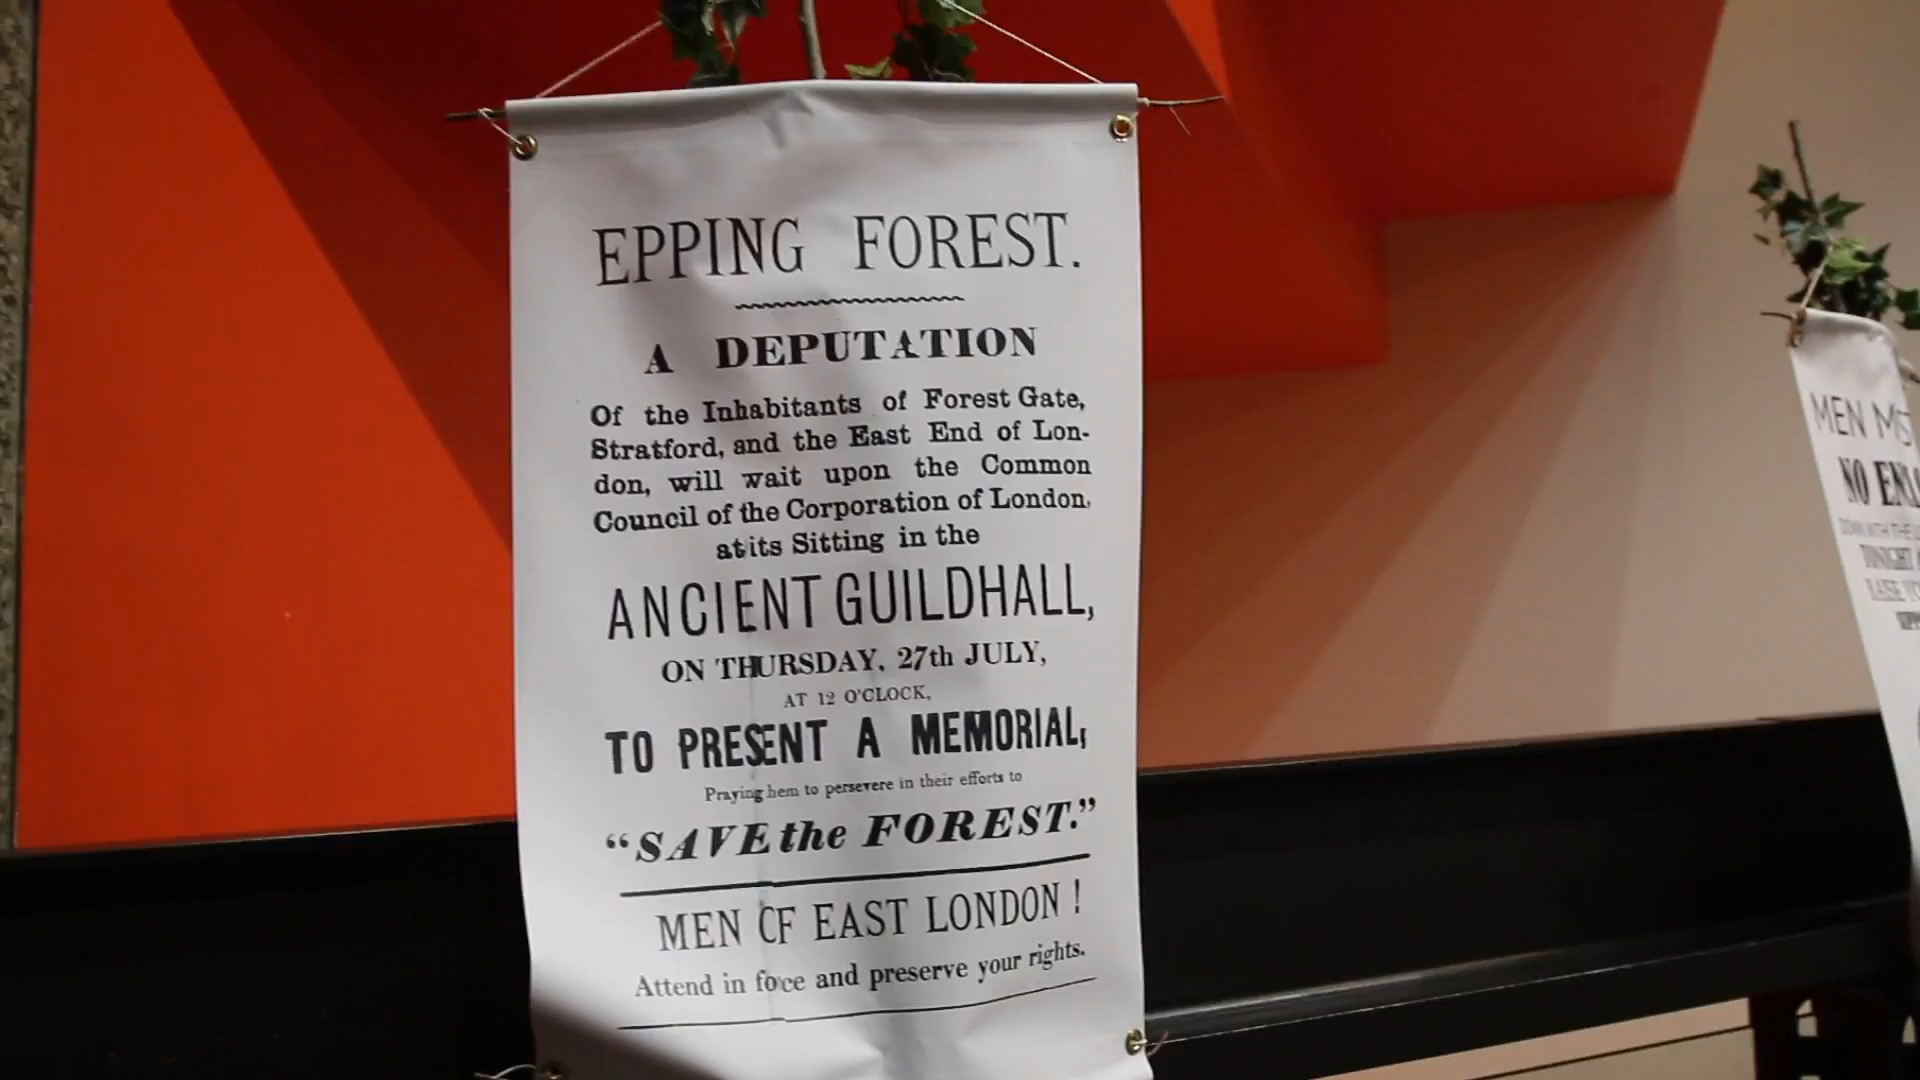 EPPING FOREST.
A DEPUTATION
Of the Inhabitants of Forest Gate,
Stratford, and the East End of Lon-
don, will wait upon the Common
Council of the Corporation of London,
at its Sitting in the
ANCIENT GUILDHALL,
ON THURSDAY, 27th JULY,
AT 12 O'CLOCK,
TO PRESENT A MEMORIAL,
Praying hem to persevere in their efforts to
"SAVE the FOREST."
MEN OF EAST LONDON!
Attend in force and preserve your rights.
MEN
NO
TONIGHT